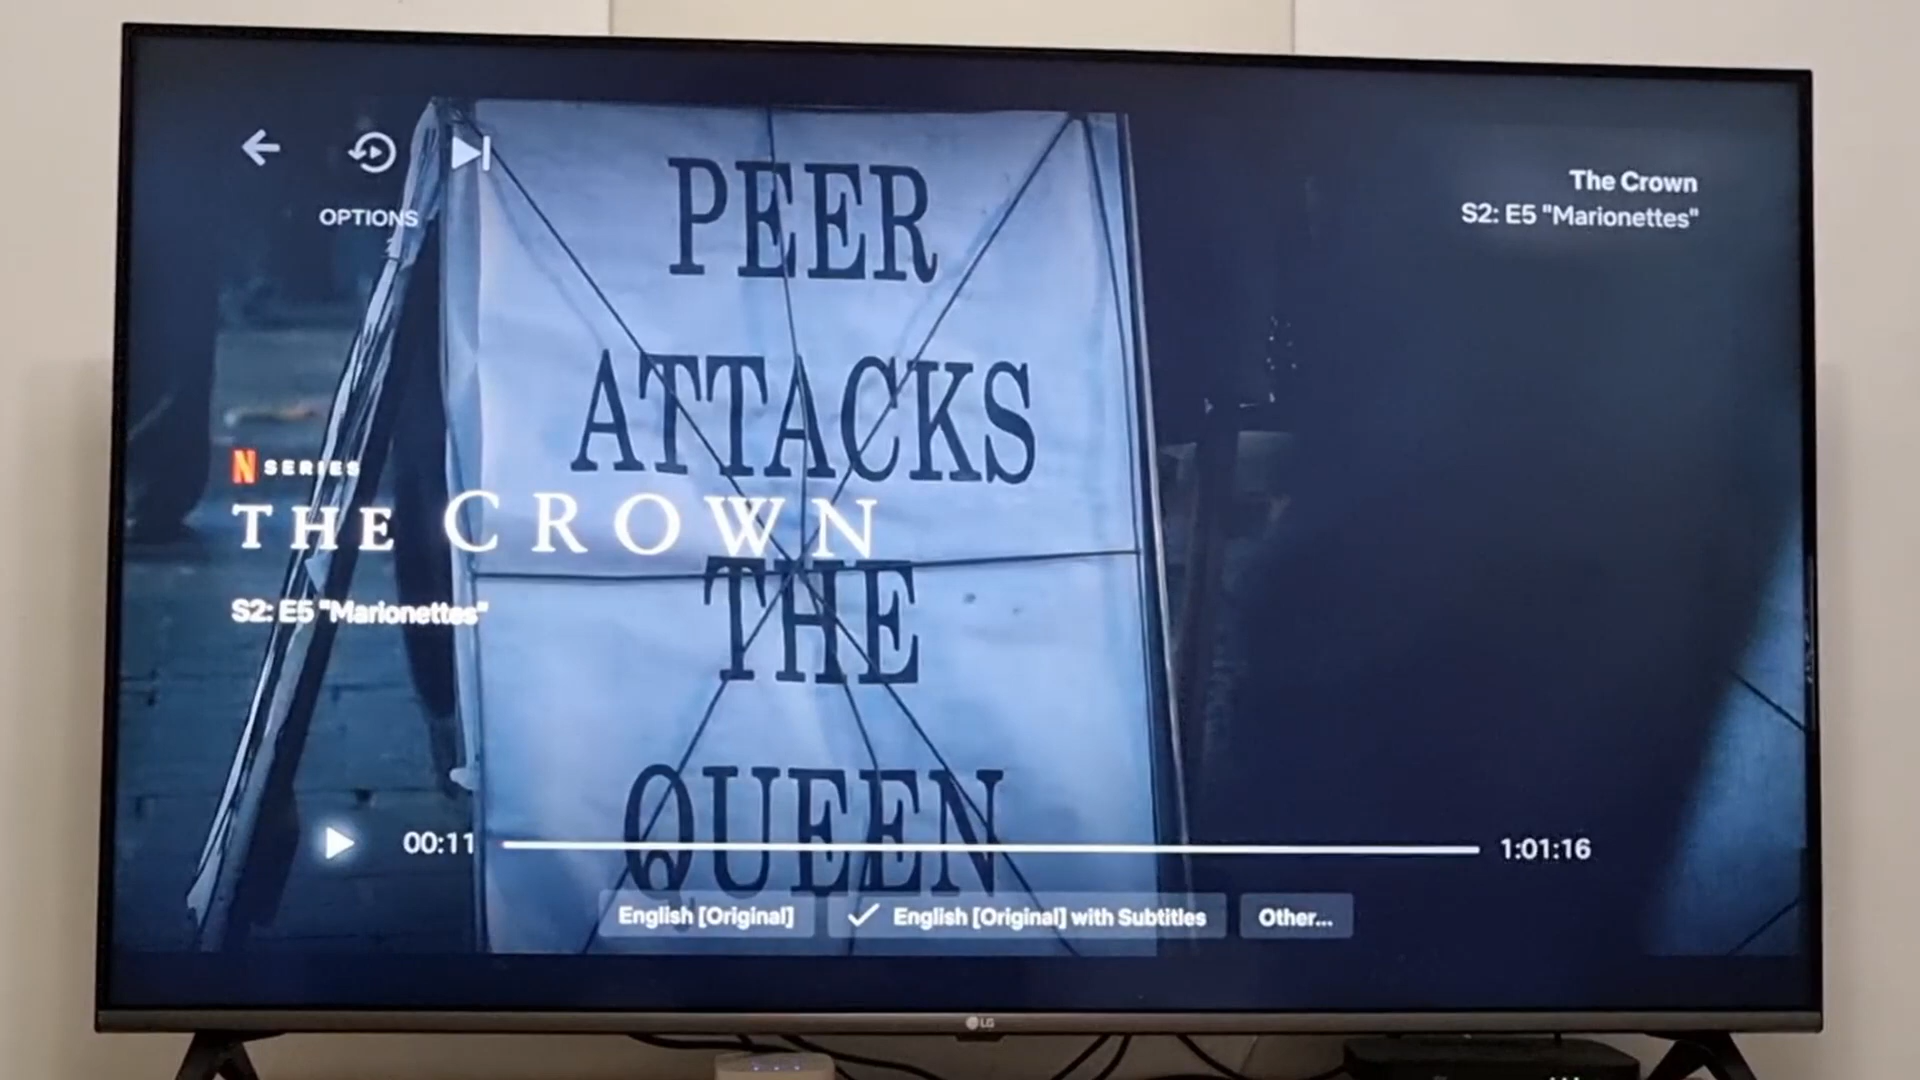 PEER
The Crown
S2: E5 "Marionettes"
OPTIONS
ATTACKS
N SERIES
THE CROWN
THE
S2: E5 "Marionettes"
QUEEN
00:11
1:01:16
English [Original]
English [Original] with Subtitles
Other...
LG